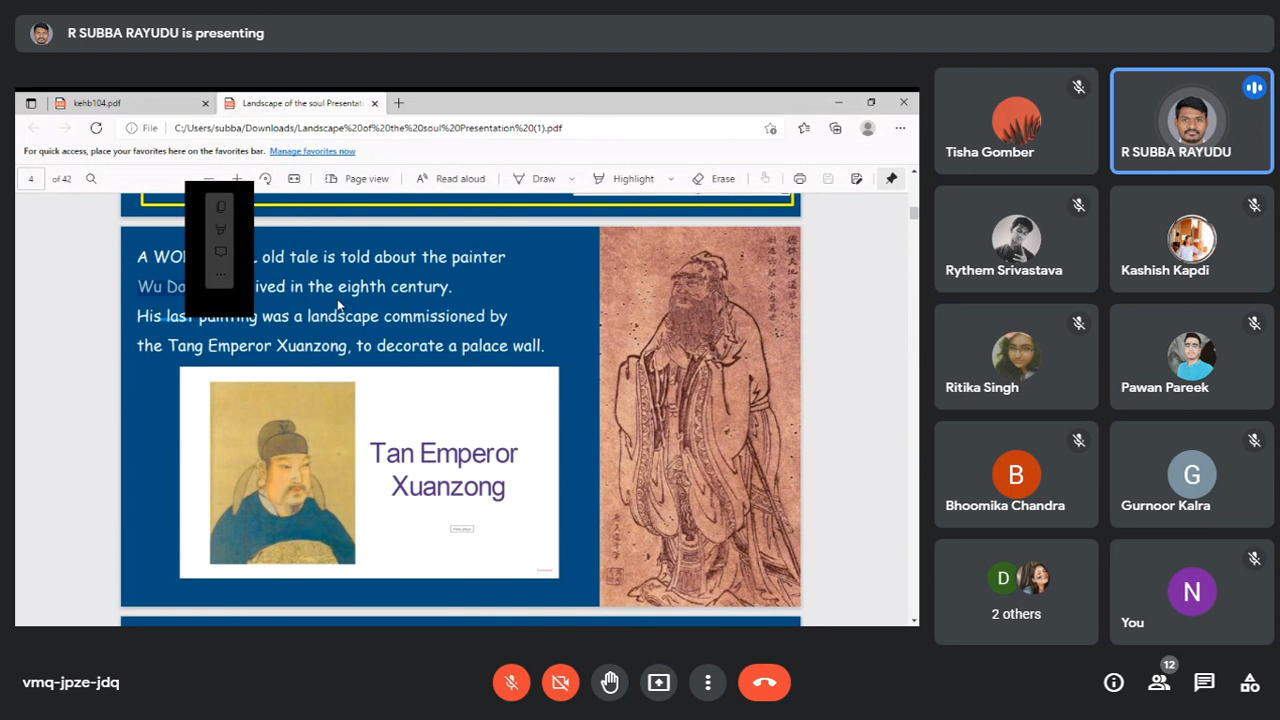 R SUBBA RAYUDU is presenting
kehb104.pdf
Landscape of the soul Presentat
File
C:/Users/subba/Downloads/Landscape%20of%20the%20soul%20Presentation%20(1).pdf
For quick access, place your favorites here on the favorites bar. Manage favorites now
4 of 42
Page view
Read aloud
Draw
Highlight
Erase
A old tale is told about the painter
Wu lived in the eighth century.
His last painting was a landscape commissioned by
the Tang Emperor Xuanzong, to decorate a palace wall.
Tan Emperor
Xuanzong
Tisha Gomber
R SUBBA RAYUDU
Rythem Srivastava
Kashish Kapdi
Ritika Singh
Pawan Pareek
B
Bhoomika Chandra
G
Gurnoor Kalra
D
2 others
N
You
vmq-jpze-jdq
12